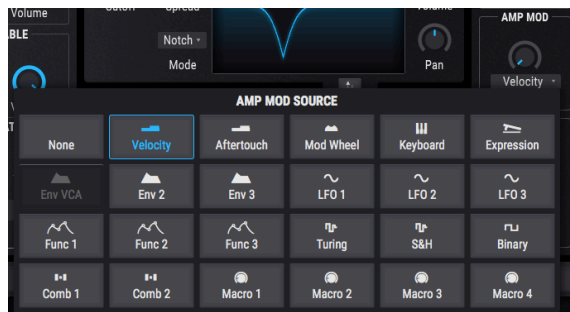 Volume
Cutoff Spread
Volume
AMP MOD
BLE
Notch
Mode
Pan
Velocity
AMP MOD SOURCE
None Velocity Aftertouch Mod Wheel Keyboard Expression
Env VCA Env 2 Env 3 LFO 1 LFO 2 LFO 3
Func 1 Func 2 Func 3 Turing S&H Binary
Comb 1 Comb 2 Macro 1 Macro 2 Macro 3 Macro 4